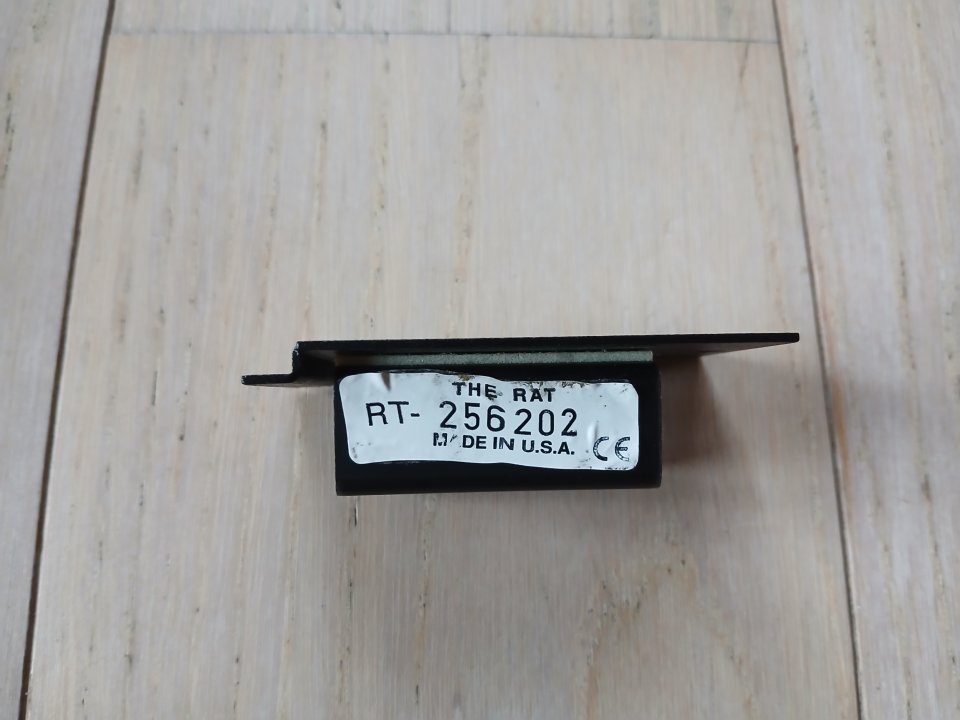 THE RAT
RT- 256202
MADE IN U.S.A.
CE